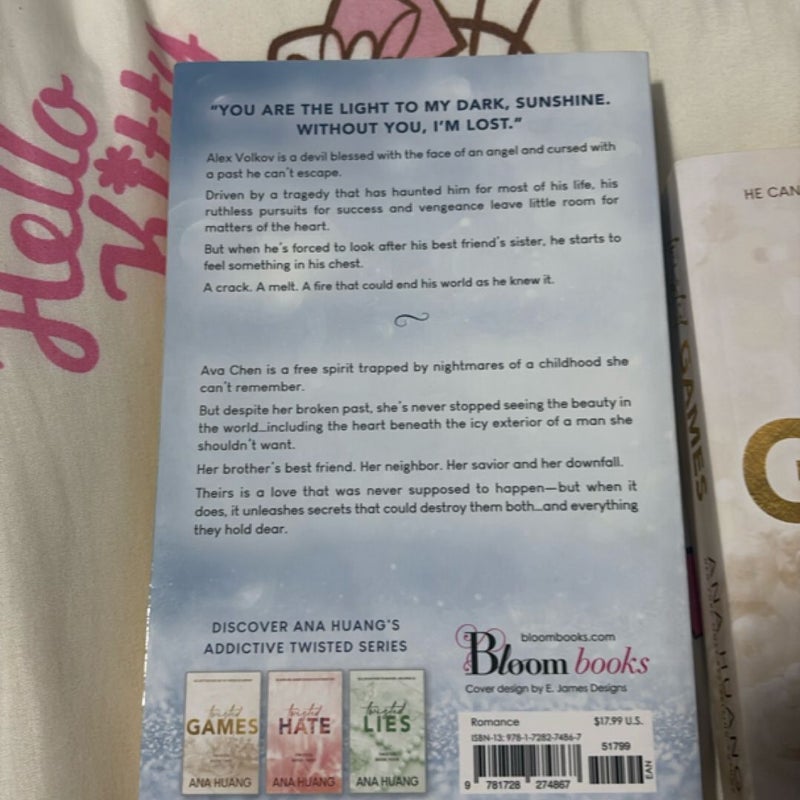 Hello
Kitty
"YOU ARE THE LIGHT TO MY DARK, SUNSHINE.
WITHOUT YOU, I'M LOST."
Alex Volkov is a devil blessed with the face of an angel and cursed with
a past he can't escape.
Driven by a tragedy that has haunted him for most of his life, his
ruthless pursuits for success and vengeance leave little room for
matters of the heart.
But when he's forced to look after his best friend's sister, he starts to
feel something in his chest.
A crack. A melt. A fire that could end his world as he knew it.
Ava Chen is a free spirit trapped by nightmares of a childhood she
can't remember.
But despite her broken past, she's never stopped seeing the beauty in
the world...including the heart beneath the icy exterior of a man she
shouldn't want.
Her brother's best friend. Her neighbor. Her savior and her downfall.
Theirs is a love that was never supposed to happen—but when it
does, it unleashes secrets that could destroy them both...and everything
they hold dear.
DISCOVER ANA HUANG'S
ADDICTIVE TWISTED SERIES
twisted
GAMES
ANA HUANG
twisted
HATE
ANA HUANG
twisted
LIES
ANA HUANG
bloombooks.com
Bloom books
Cover design by E. James Designs
Romance $17.99 U.S.
ISBN-13: 978-1-7282-7486-7
51799
EAN
9 781728 274867
HE CAN
twisted GAMES
ANA HUANG
G